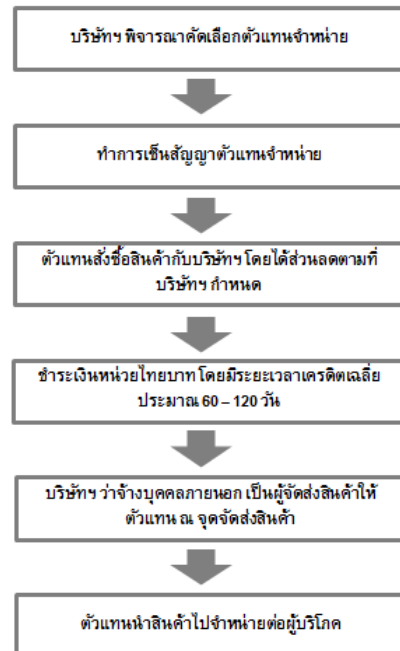 บริษัทฯ พิจารณาคัดเลือกตัวแทนจำหน่าย
ทำการเซ็นสัญญาตัวแทนจำหน่าย
ตัวแทนสั่งซื้อสินค้ากับบริษัทฯ โดยได้ส่วนลดตามที่
บริษัทฯ กำหนด
ชำระเงินหน่วยไทยบาท โดยมีระยะเวลาเครดิตเฉลี่ย
ประมาณ 60 – 120 วัน
บริษัทฯ ว่าจ้างบุคคลภายนอก เป็นผู้จัดส่งสินค้าให้
ตัวแทน ณ จุดจัดส่งสินค้า
ตัวแทนนำสินค้าไปจำหน่ายต่อผู้บริโภค